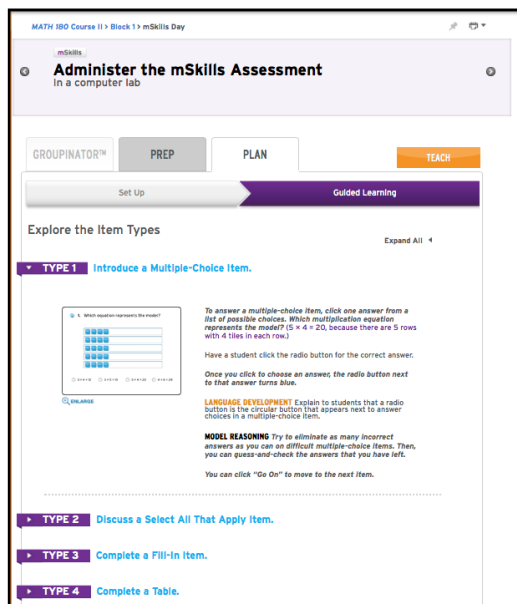 MATH 180 Course II > Block 1 > mSkills Day
mSkills
Administer the mSkills Assessment
In a computer lab
GROUPINATOR™
PREP
PLAN
TEACH
Set Up
Guided Learning
Explore the Item Types
Expand All
TYPE 1 Introduce a Multiple-Choice Item.
5. Which equation represents the model?
ENLARGE
To answer a multiple-choice item, click one answer from a
list of possible choices. Which multiplication equation
represents the model? (5 × 4 = 20, because there are 5 rows
with 4 tiles in each row.)
Have a student click the radio button for the correct answer.
Once you click to choose an answer, the radio button next
to that answer turns blue.
LANGUAGE DEVELOPMENT Explain to students that a radio
button is the circular button that appears next to answer
choices in a multiple-choice item.
MODEL REASONING Try to eliminate as many incorrect
answers as you can on difficult multiple-choice items. Then,
you can guess-and-check the answers that you have left.
You can click "Go On" to move to the next item.
TYPE 2 Discuss a Select All That Apply Item.
TYPE 3 Complete a Fill-In Item.
TYPE 4 Complete a Table.